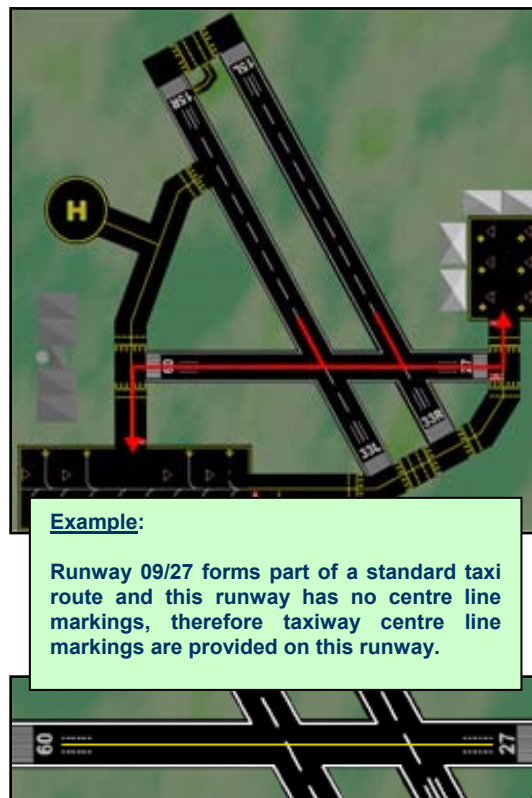 15R
15L
H
09
27
33L
33R
Example:
Runway 09/27 forms part of a standard taxi
route and this runway has no centre line
markings, therefore taxiway centre line
markings are provided on this runway.
09
27